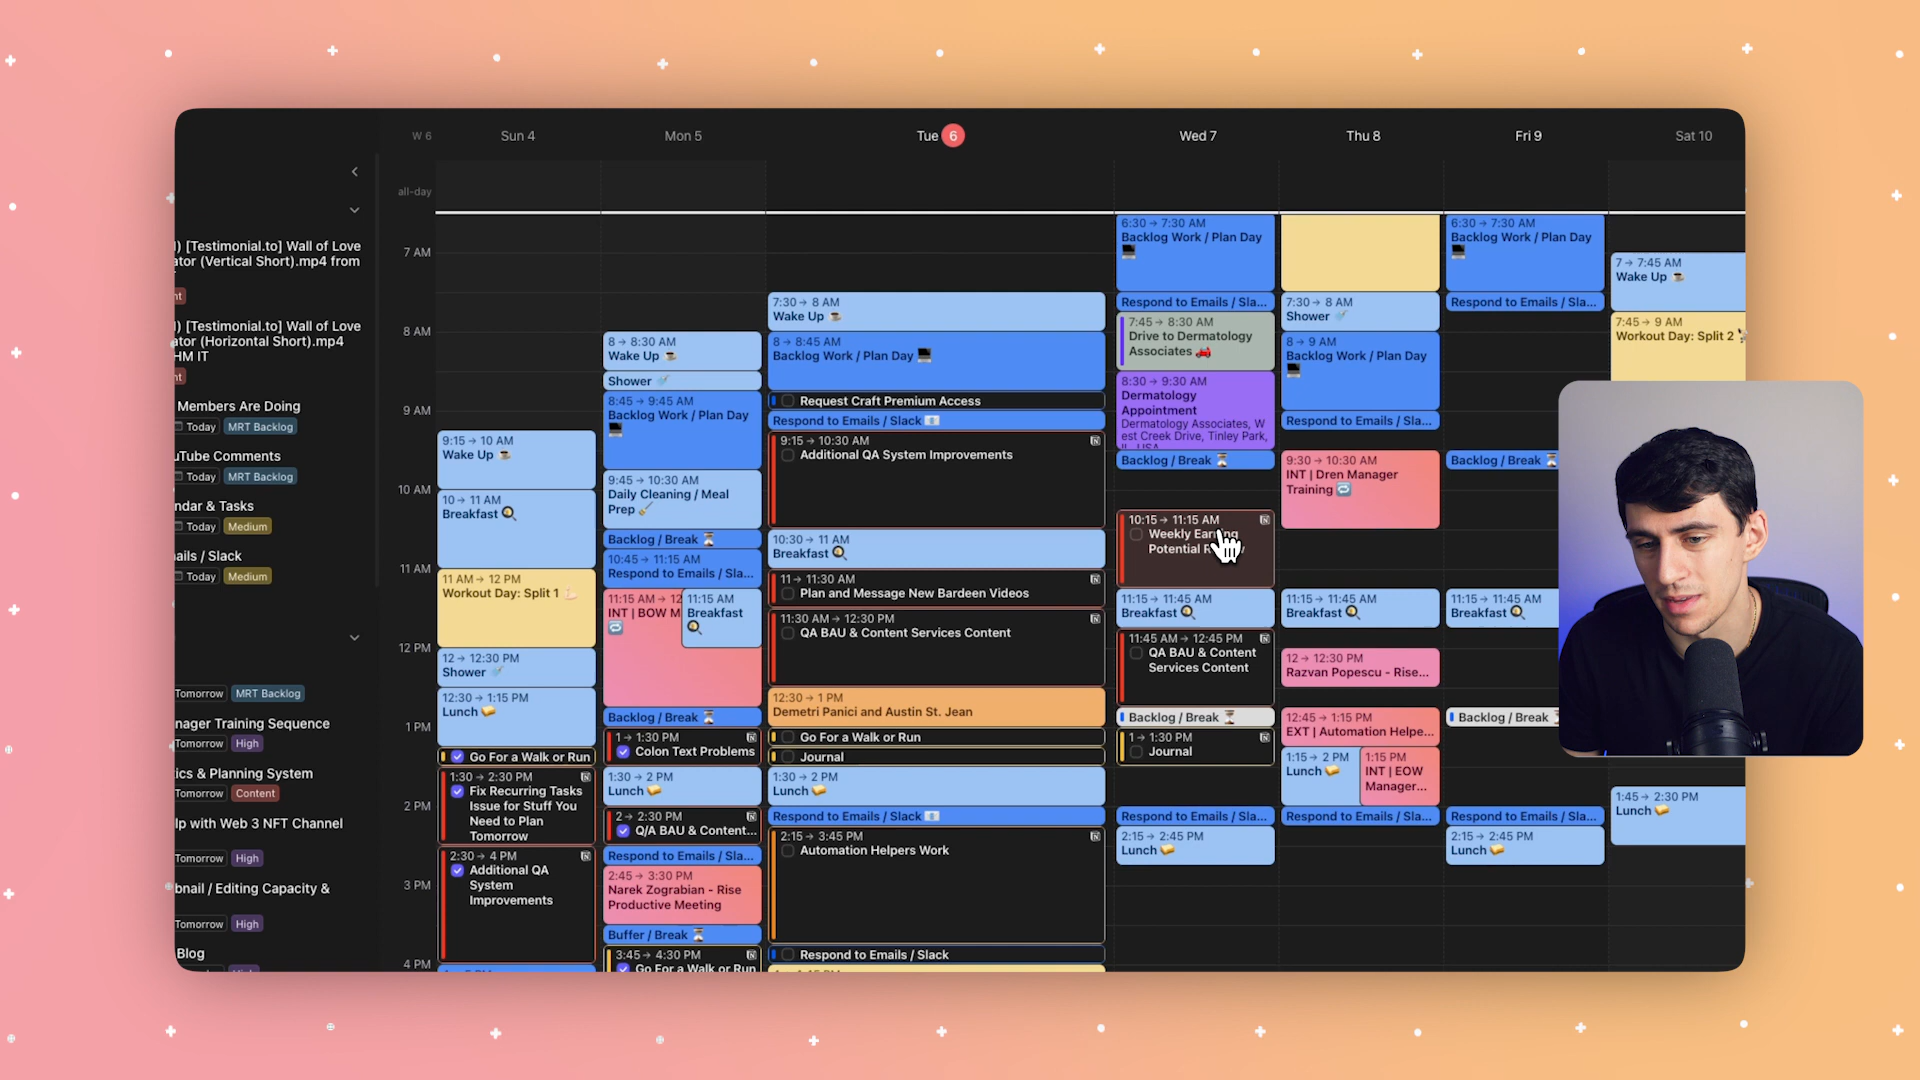 W 6
Sun 4
Mon 5
Tue 6
Wed 7
Thu 8
Fri 9
Sat 10
all-day
7 AM
8 AM
9 AM
10 AM
11 AM
12 PM
1 PM
2 PM
3 PM
4 PM
[Testimonial.to] Wall of Love
(Vertical Short).mp4 from
[Testimonial.to] Wall of Love
(Horizontal Short).mp4
IT
Members Are Doing
Today MRT Backlog
Comments
Today MRT Backlog
& Tasks
Today Medium
/ Slack
Today Medium
Tomorrow MRT Backlog
Training Sequence
Tomorrow High
& Planning System
Tomorrow Content
with Web 3 NFT Channel
Tomorrow High
/ Editing Capacity &
Tomorrow High
Blog
9:15 → 10 AM
Wake Up
10 → 11 AM
Breakfast
11 AM → 12 PM
Workout Day: Split 1
12 → 12:30 PM
Shower
12:30 → 1:15 PM
Lunch
Go For a Walk or Run
1:30 → 2:30 PM
Fix Recurring Tasks
Issue for Stuff You
Need to Plan
Tomorrow
2:30 → 4 PM
Additional QA
System
Improvements
8 → 8:30 AM
Wake Up
Shower
8:45 → 9:45 AM
Backlog Work / Plan Day
9:45 → 10:30 AM
Daily Cleaning / Meal
Prep
Backlog / Break
10:45 → 11:15 AM
Respond to Emails / Sla...
11:15 AM → 12
INT | BOW M
11:15 AM
Breakfast
Backlog / Break
1 → 1:30 PM
Colon Text Problems
1:30 → 2 PM
Lunch
2 → 2:30 PM
Q/A BAU & Content...
Respond to Emails / Sla...
2:45 → 3:30 PM
Narek Zograbian - Rise
Productive Meeting
Buffer / Break
3:45 → 4:30 PM
Go For a Walk or Run
7:30 → 8 AM
Wake Up
8 → 8:45 AM
Backlog Work / Plan Day
Request Craft Premium Access
Respond to Emails / Slack
9:15 → 10:30 AM
Additional QA System Improvements
10:30 → 11 AM
Breakfast
11 → 11:30 AM
Plan and Message New Bardeen Videos
11:30 AM → 12:30 PM
QA BAU & Content Services Content
12:30 → 1 PM
Demetri Panici and Austin St. Jean
Go For a Walk or Run
Journal
1:30 → 2 PM
Lunch
Respond to Emails / Slack
2:15 → 3:45 PM
Automation Helpers Work
Respond to Emails / Slack
6:30 → 7:30 AM
Backlog Work / Plan Day
Respond to Emails / Sla...
7:45 → 8:30 AM
Drive to Dermatology
Associates
8:30 → 9:30 AM
Dermatology
Appointment
Dermatology Associates, W
est Creek Drive, Tinley Park,
Backlog / Break
10:15 → 11:15 AM
Weekly Earning
Potential
11:15 → 11:45 AM
Breakfast
11:45 AM → 12:45 PM
QA BAU & Content
Services Content
Backlog / Break
1 → 1:30 PM
Journal
Respond to Emails / Sla...
2:15 → 2:45 PM
Lunch
7:30 → 8 AM
Shower
8 → 9 AM
Backlog Work / Plan Day
Respond to Emails / Sla...
9:30 → 10:30 AM
INT | Dren Manager
Training
11:15 → 11:45 AM
Breakfast
12 → 12:30 PM
Razvan Popescu - Rise...
12:45 → 1:15 PM
EXT | Automation Helpe...
1:15 → 2 PM
Lunch
1:15 PM
INT | EOW
Manager...
Respond to Emails / Sla...
6:30 → 7:30 AM
Backlog Work / Plan Day
Respond to Emails / Sla...
Backlog / Break
11:15 → 11:45 AM
Breakfast
Backlog / Break
Respond to Emails / Sla...
2:15 → 2:45 PM
Lunch
7 → 7:45 AM
Wake Up
7:45 → 9 AM
Workout Day: Split 2
1:45 → 2:30 PM
Lunch